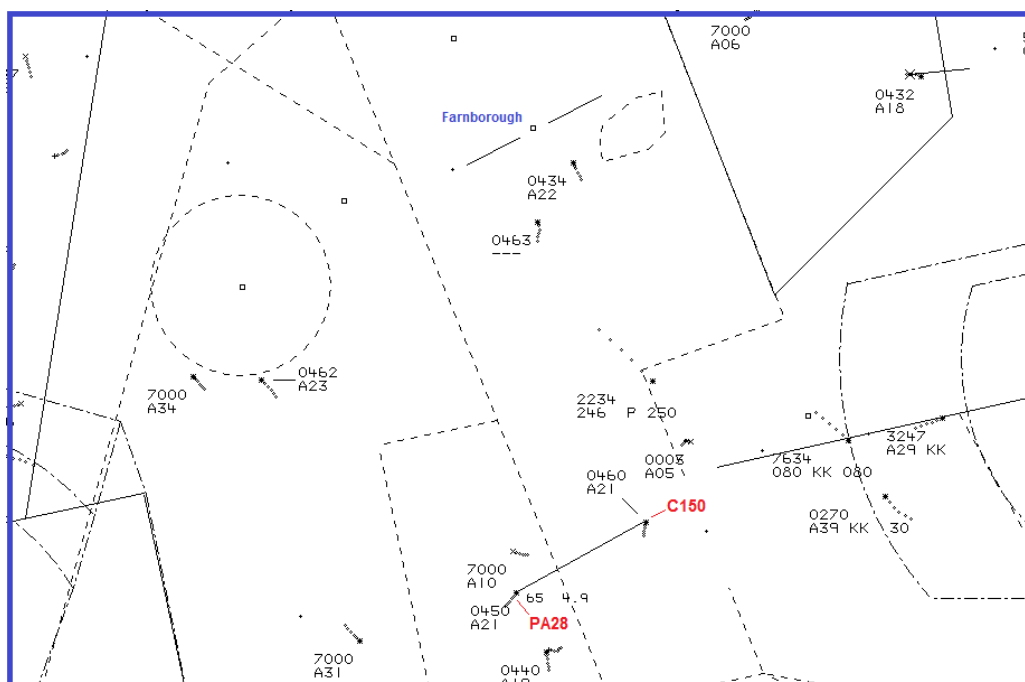 7000
A06
0432
A18
Farnborough
0434
A22
0463
---
0462
A23
7000
A34
2234
246 P 250
0460
A21
A05
C150
7634
080 KK 080
3247
A29 KK
0270
A39 KK 30
7000
A10
65 4.9
0450
A21
PA28
7000
A31
0440